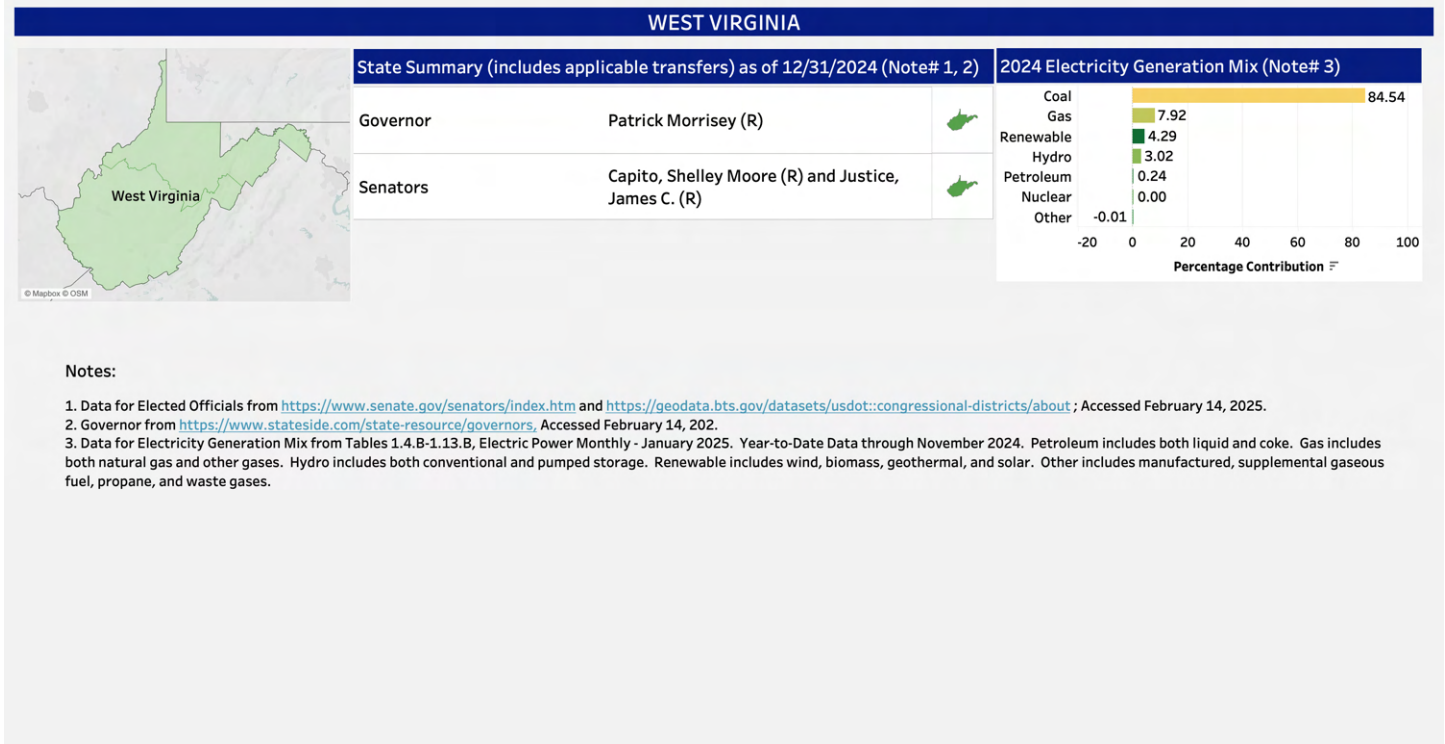 WEST VIRGINIA
West Virginia
© Mapbox © OSM
State Summary (includes applicable transfers) as of 12/31/2024 (Note# 1, 2)
Governor Patrick Morrisey (R)
Senators Capito, Shelley Moore (R) and Justice,
James C. (R)
2024 Electricity Generation Mix (Note# 3)
Coal 84.54
Gas 7.92
Renewable 4.29
Hydro 3.02
Petroleum 0.24
Nuclear 0.00
Other -0.01
-20 0 20 40 60 80 100
Percentage Contribution
Notes:
1. Data for Elected Officials from https://www.senate.gov/senators/index.htm and https://geodata.bts.gov/datasets/usdot::congressional-districts/about ; Accessed February 14, 2025.
2. Governor from https://www.stateside.com/state-resource/governors, Accessed February 14, 202.
3. Data for Electricity Generation Mix from Tables 1.4.B-1.13.B, Electric Power Monthly - January 2025. Year-to-Date Data through November 2024. Petroleum includes both liquid and coke. Gas includes
both natural gas and other gases. Hydro includes both conventional and pumped storage. Renewable includes wind, biomass, geothermal, and solar. Other includes manufactured, supplemental gaseous
fuel, propane, and waste gases.